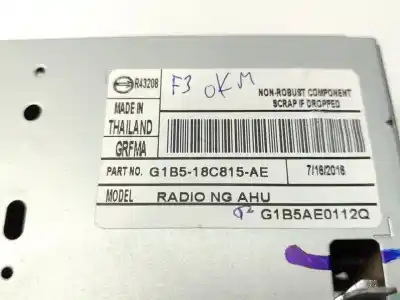 R43208
F3 OKM
NON-ROBUST COMPONENT
SCRAP IF DROPPED
MADE IN
THAILAND
GRFMA
PART NO. G1B5-18C815-AE 7/16/2016
MODEL RADIO NG AHU
G1B5AE0112Q